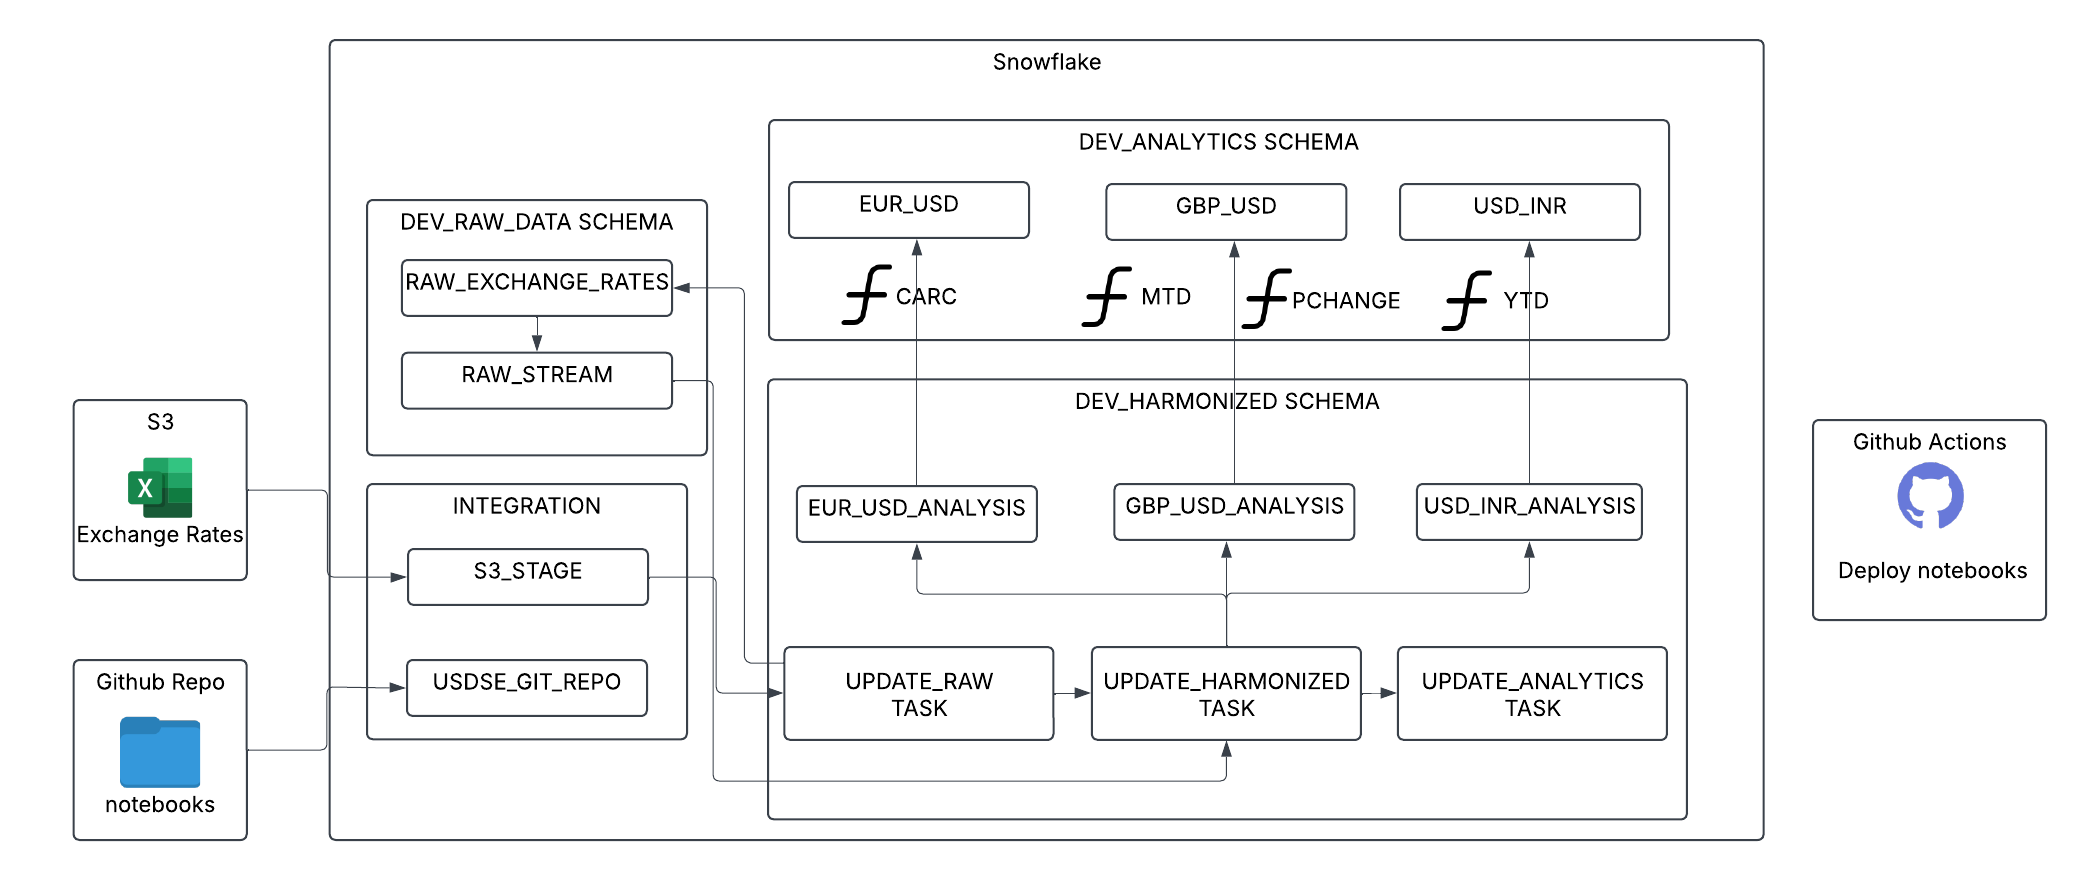 Snowflake
DEV_ANALYTICS SCHEMA
EUR_USD
GBP_USD
USD_INR
CARC
MTD
PCHANGE
YTD
DEV_RAW_DATA SCHEMA
RAW_EXCHANGE_RATES
RAW_STREAM
DEV_HARMONIZED SCHEMA
EUR_USD_ANALYSIS
GBP_USD_ANALYSIS
USD_INR_ANALYSIS
UPDATE_RAW
TASK
UPDATE_HARMONIZED
TASK
UPDATE_ANALYTICS
TASK
S3
X
Exchange Rates
INTEGRATION
S3_STAGE
USDSE_GIT_REPO
Github Repo
notebooks
Github Actions
Deploy notebooks